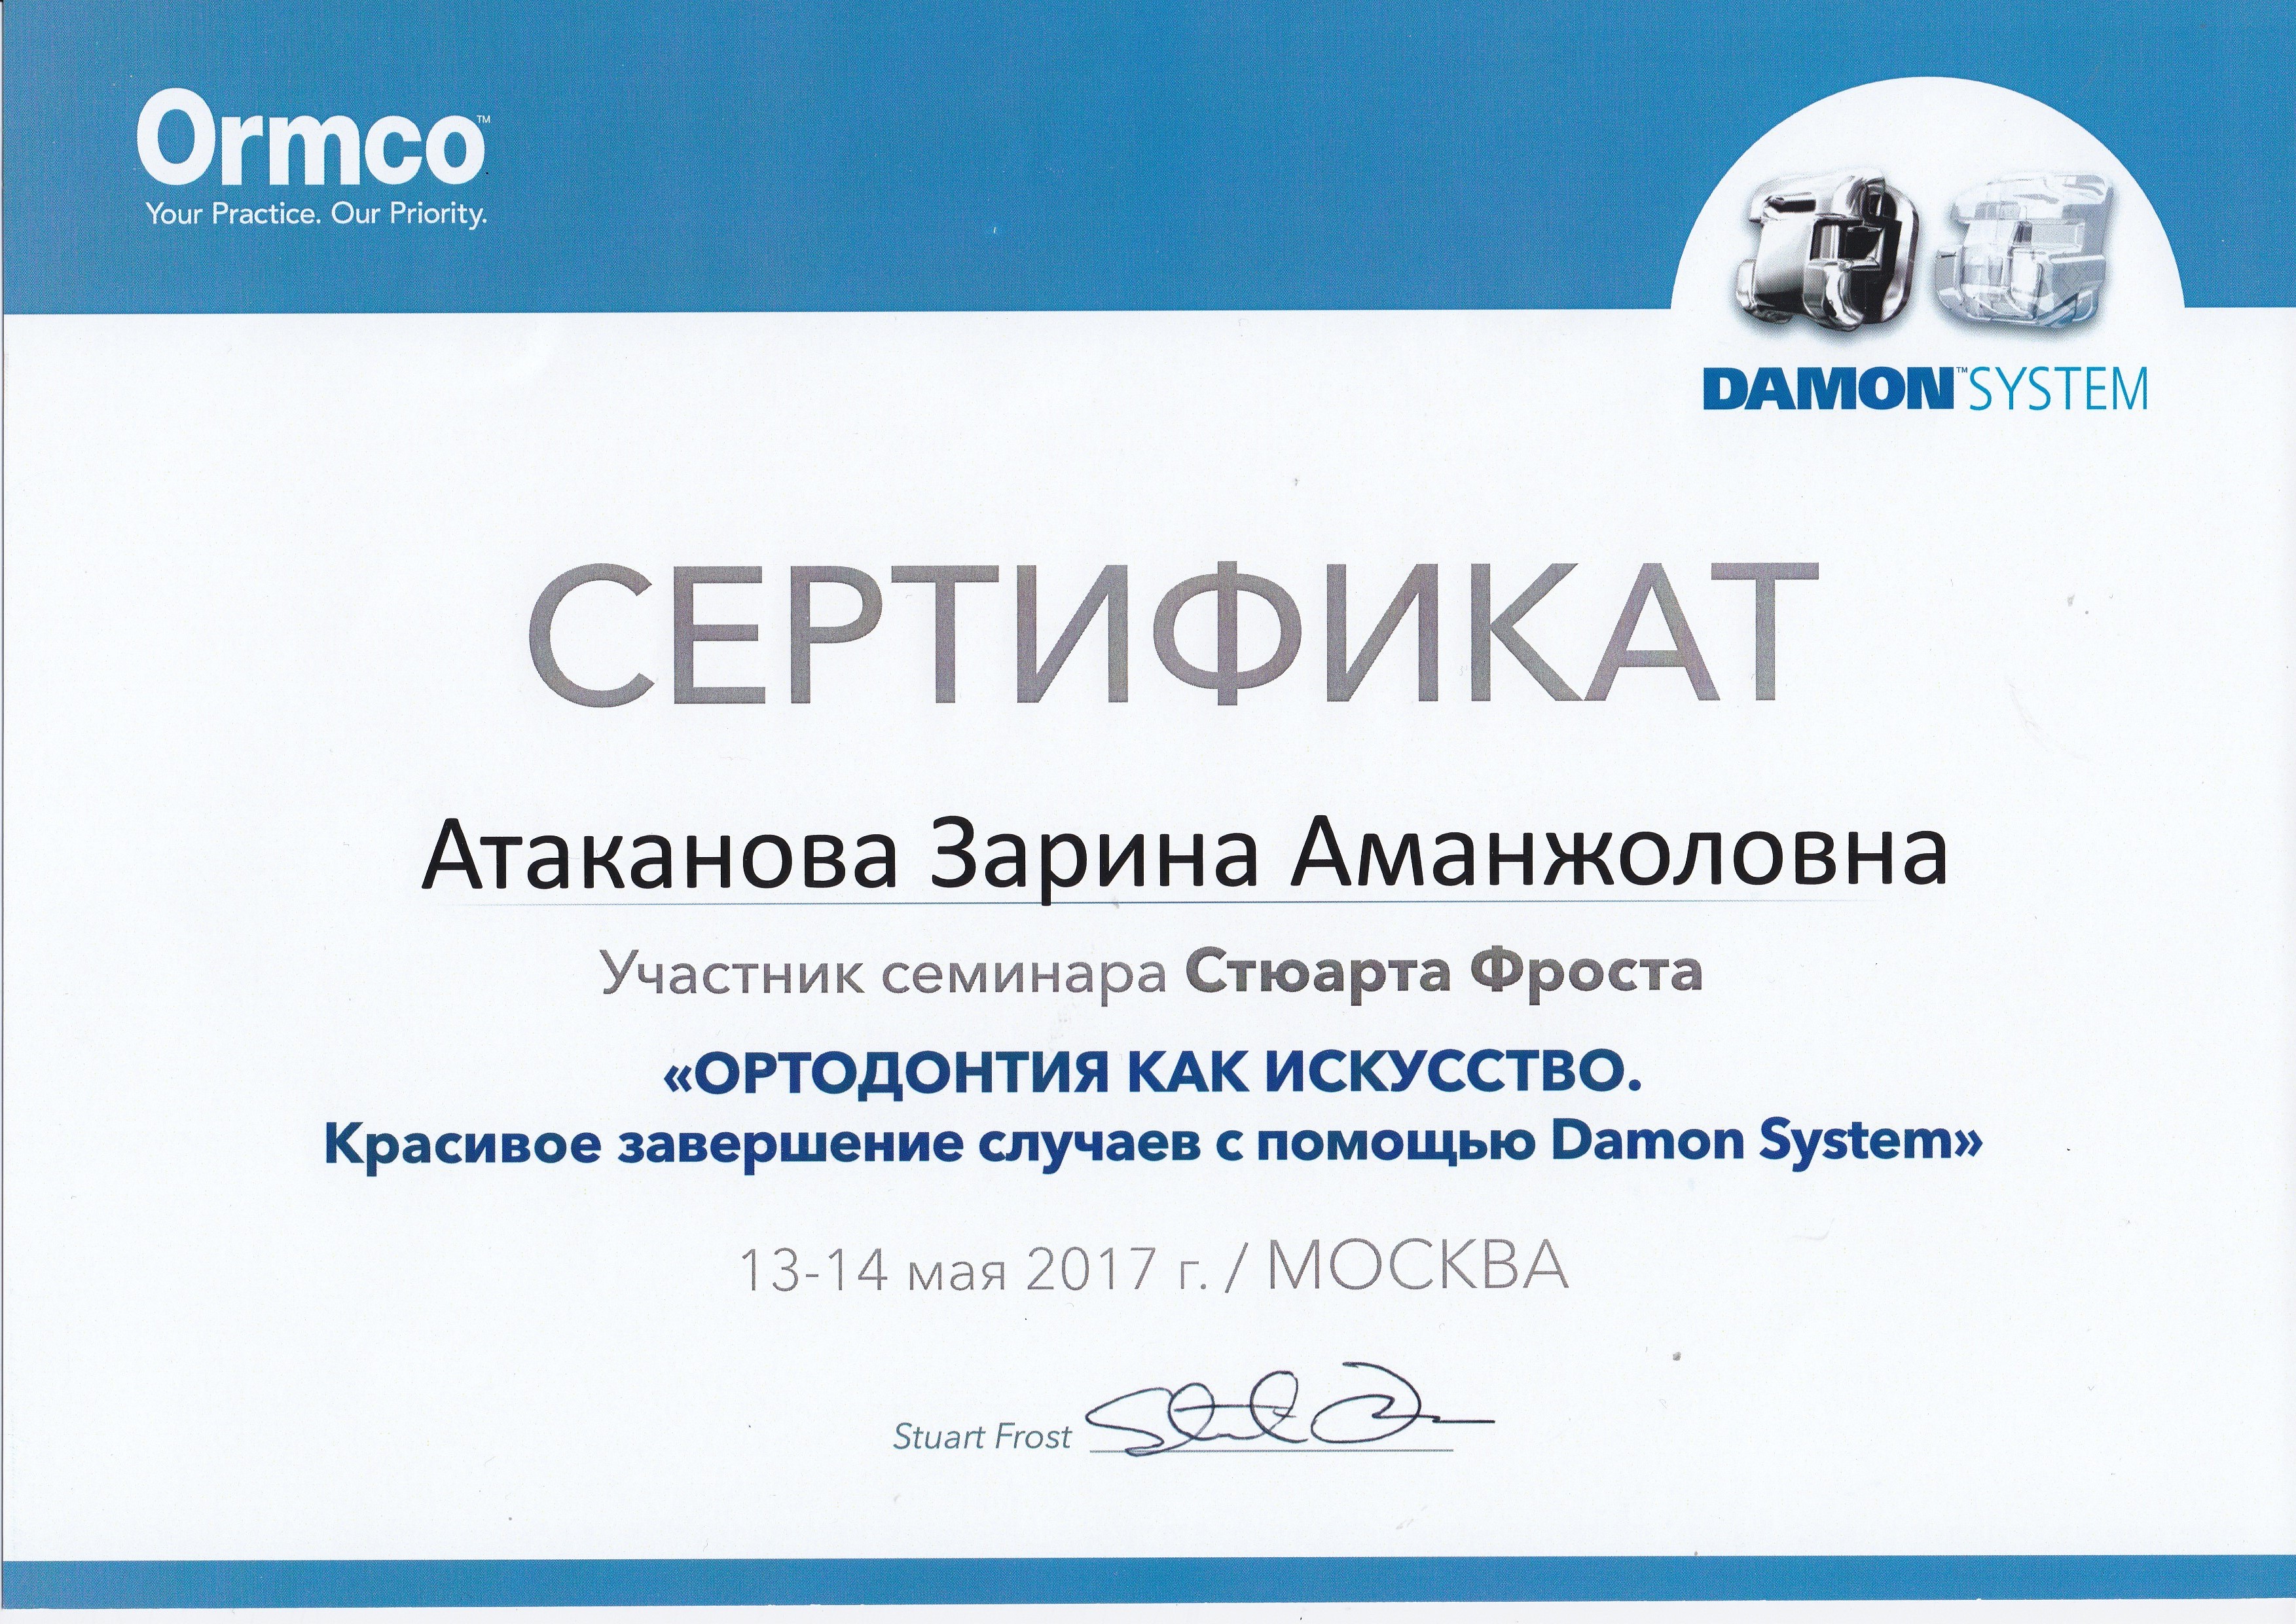 Ormco™
Your Practice. Our Priority.
DAMON™SYSTEM
СЕРТИФИКАТ
Атаканова Зарина Аманжоловна
Участник семинара Стюарта Фроста
«ОРТОДОНТИЯ КАК ИСКУССТВО.
Красивое завершение случаев с помощью Damon System»
13-14 мая 2017 г. / МОСКВА
Stuart Frost